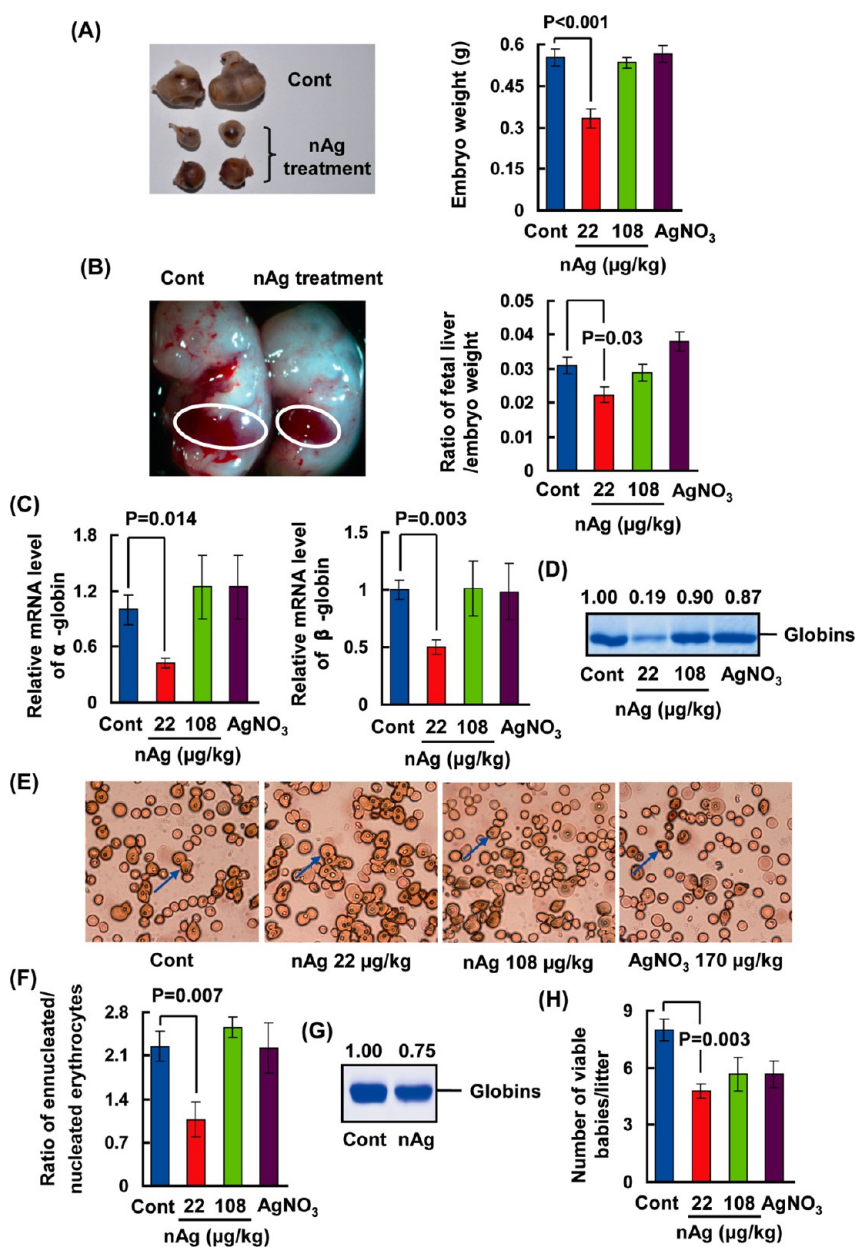 (A)
Cont
nAg
treatment
P<0.001
Embryo weight (g)
0.6
0.45
0.3
0.15
0
Cont 22 108 AgNO₃
nAg (µg/kg)
(B)
Cont nAg treatment
Ratio of fetal liver
/embryo weight
0.05
0.04
0.03
0.02
0.01
0
P=0.03
Cont 22 108 AgNO₃
nAg (µg/kg)
(C)
P=0.014
Relative mRNA level
of α -globin
1.8
1.2
0.6
0
Cont 22 108 AgNO₃
nAg (µg/kg)
P=0.003
Relative mRNA level
of β -globin
1.5
1
0.5
0
Cont 22 108 AgNO₃
nAg (µg/kg)
(D)
1.00 0.19 0.90 0.87
Globins
Cont 22 108 AgNO₃
nAg (µg/kg)
(E)
Cont
nAg 22 µg/kg
nAg 108 µg/kg
AgNO₃ 170 µg/kg
(F)
P=0.007
Ratio of ennucleated/
nucleated erythrocytes
2.8
2.1
1.4
0.7
0
Cont 22 108 AgNO₃
nAg (µg/kg)
(G)
1.00 0.75
Globins
Cont nAg
(H)
Number of viable
babies/litter
9
6
3
0
P=0.003
Cont 22 108 AgNO₃
nAg (µg/kg)